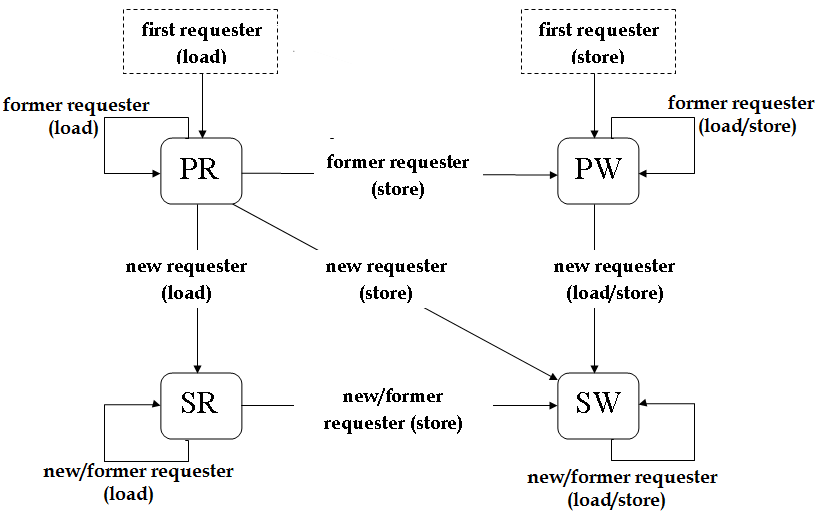 first requester
(load)
first requester
(store)
former requester
(load)
former requester
(load/store)
PR
former requester
(store)
PW
new requester
(load)
new requester
(store)
new requester
(load/store)
SR
new/former
requester (store)
SW
new/former requester
(load)
new/former requester
(load/store)